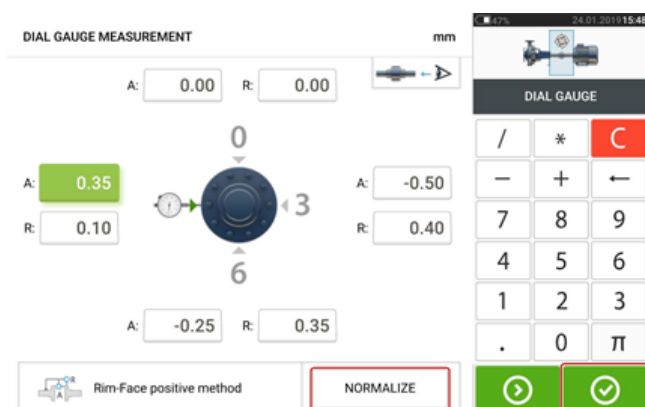 47% 24.01.2019 15:48
DIAL GAUGE MEASUREMENT mm
A: 0.00 R: 0.00
DIAL GAUGE
0
A: 0.35 A: -0.50
3
R: 0.10 R: 0.40
6
A: -0.25 R: 0.35
/ * C
− + ←
7 8 9
4 5 6
1 2 3
. 0 π
R
A
Rim-Face positive method NORMALIZE